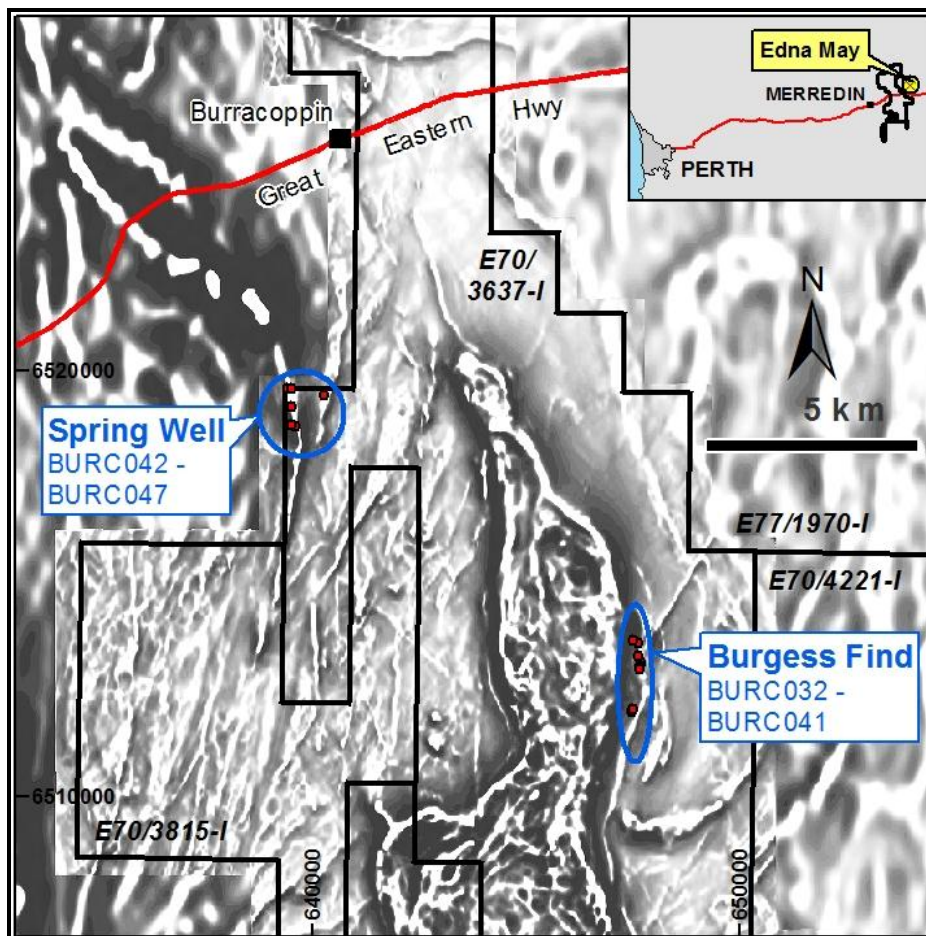 Edna May
MERREDIN
PERTH
Burracoppin
Great Eastern Hwy
E70/
3637-I
N
5 km
6520000
Spring Well
BURC042 -
BURC047
E77/1970-I
E70/4221-I
Burgess Find
BURC032 -
BURC041
6510000
E70/3815-I
640000
650000